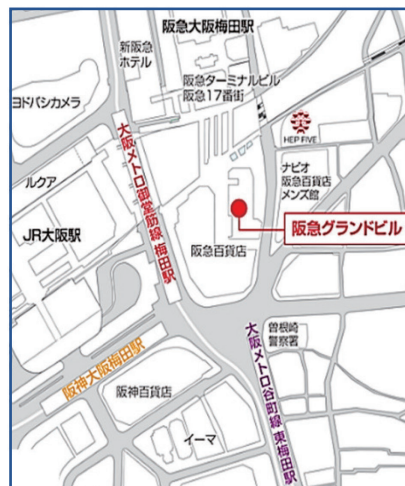 阪急大阪梅田駅
新阪急
ホテル
阪急ターミナルビル
阪急17番街
ヨドバシカメラ
大阪メトロ御堂筋線 梅田駅
HEP FIVE
ルクア
ナビオ
阪急百貨店
メンズ館
JR大阪駅
阪急グランドビル
阪急百貨店
阪神大阪梅田駅
大阪メトロ谷町線 東梅田駅
曽根崎
警察署
阪神百貨店
イーマ